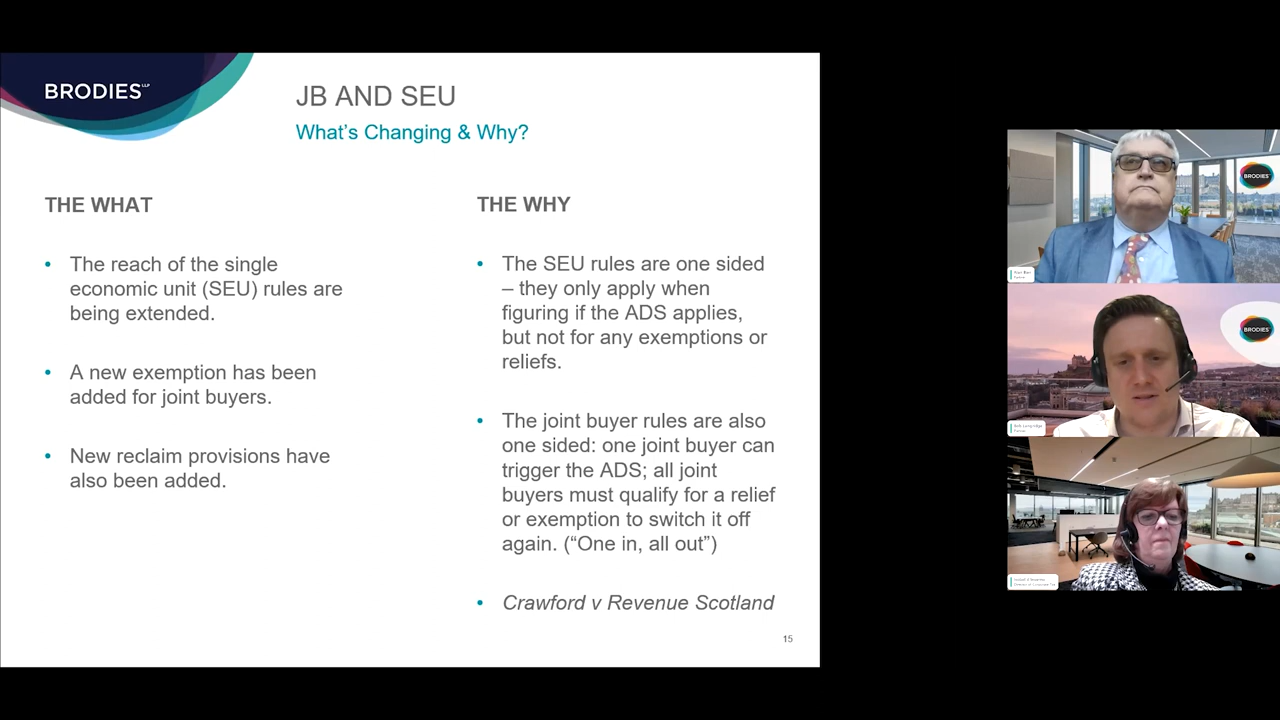 BRODIES LLP
JB AND SEU
What's Changing & Why?
THE WHAT
• The reach of the single
economic unit (SEU) rules are
being extended.
• A new exemption has been
added for joint buyers.
• New reclaim provisions have
also been added.
THE WHY
• The SEU rules are one sided
– they only apply when
figuring if the ADS applies,
but not for any exemptions or
reliefs.
• The joint buyer rules are also
one sided: one joint buyer can
trigger the ADS; all joint
buyers must qualify for a relief
or exemption to switch it off
again. (“One in, all out”)
• Crawford v Revenue Scotland
15
BRODIES
BRODIES
Partner
Partner